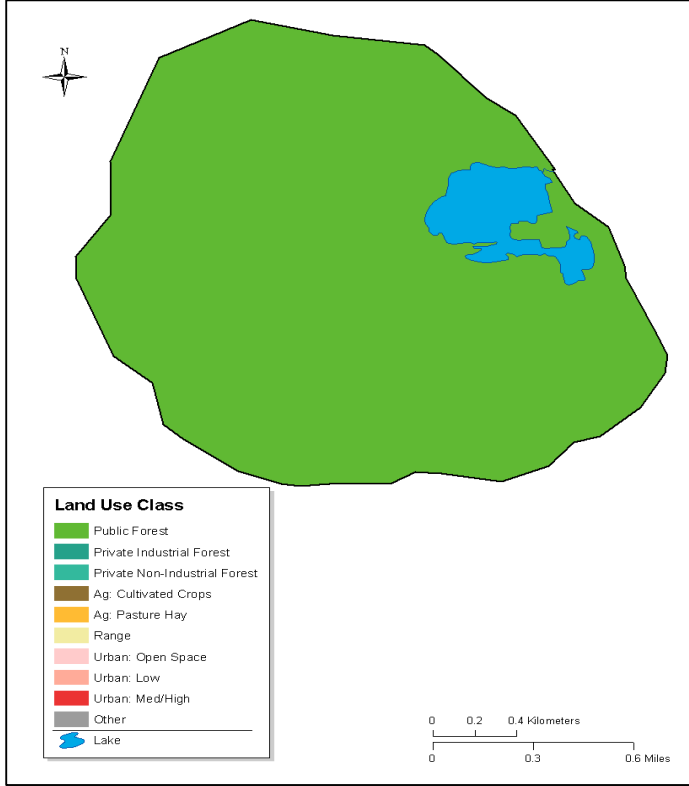 N
Land Use Class
Public Forest
Private Industrial Forest
Private Non-Industrial Forest
Ag: Cultivated Crops
Ag: Pasture Hay
Range
Urban: Open Space
Urban: Low
Urban: Med/High
Other
Lake
0 0.2 0.4 Kilometers
0 0.3 0.6 Miles